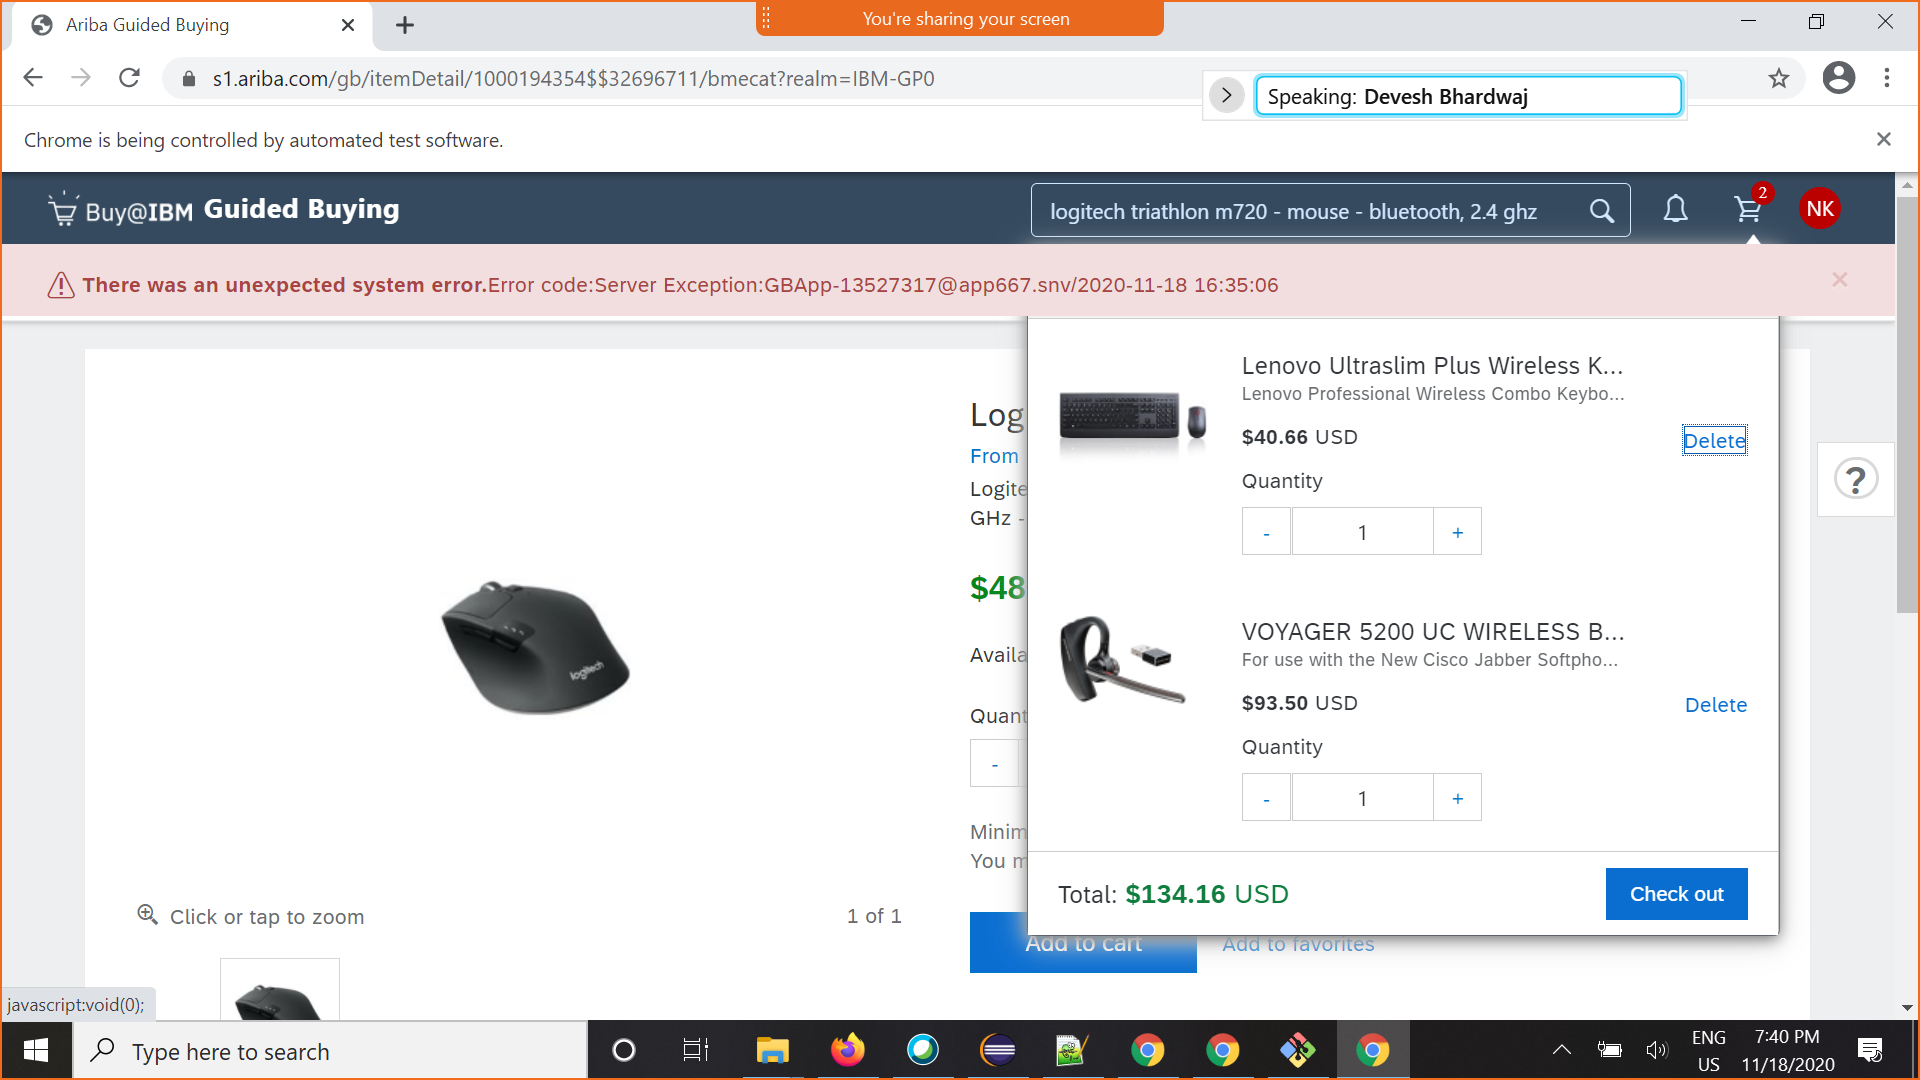 Ariba Guided Buying
You're sharing your screen
s1.ariba.com/gb/itemDetail/1000194354$$32696711/bmecat?realm=IBM-GP0
Speaking: Devesh Bhardwaj
Chrome is being controlled by automated test software.
Buy@IBM Guided Buying
logitech triathlon m720 - mouse - bluetooth, 2.4 ghz
2
NK
There was an unexpected system error.Error code:Server Exception:GBApp-13527317@app667.snv/2020-11-18 16:35:06
Log
From
Logite
GHz -
$48
Availa
Quant
-
Minim
You m
Add to cart
Add to favorites
Lenovo Ultraslim Plus Wireless K...
Lenovo Professional Wireless Combo Keybo...
$40.66 USD
Delete
Quantity
- 1 +
VOYAGER 5200 UC WIRELESS B...
For use with the New Cisco Jabber Softpho...
$93.50 USD
Delete
Quantity
- 1 +
Total: $134.16 USD
Check out
?
logitech
Click or tap to zoom
1 of 1
javascript:void(0);
Type here to search
ENG
US
7:40 PM
11/18/2020